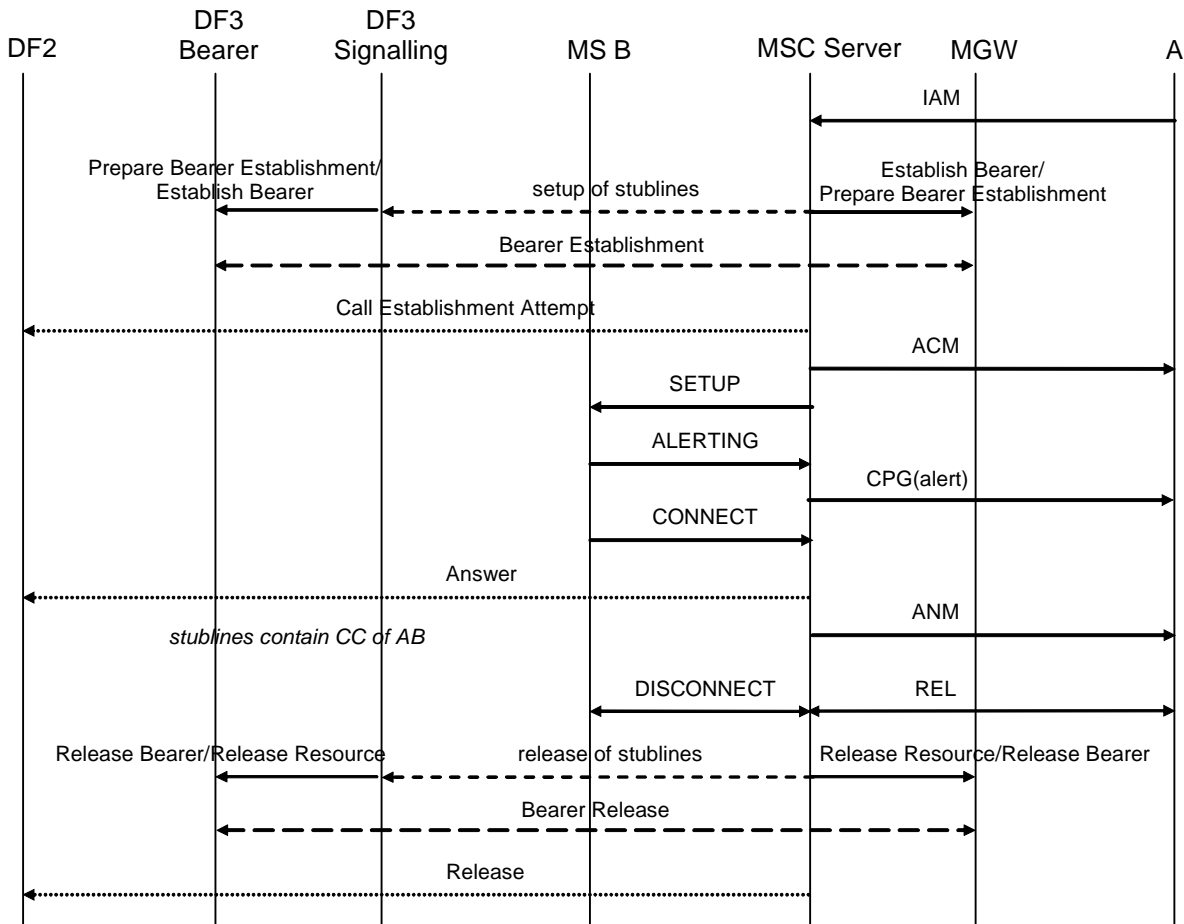 DF2
DF3
Bearer
DF3
Signalling
MS B
MSC Server
MGW
A
IAM
Prepare Bearer Establishment/
Establish Bearer
setup of stublines
Establish Bearer/
Prepare Bearer Establishment
Bearer Establishment
Call Establishment Attempt
ACM
SETUP
ALERTING
CPG(alert)
CONNECT
Answer
ANM
stublines contain CC of AB
DISCONNECT
REL
Release Bearer/Release Resource
release of stublines
Release Resource/Release Bearer
Bearer Release
Release